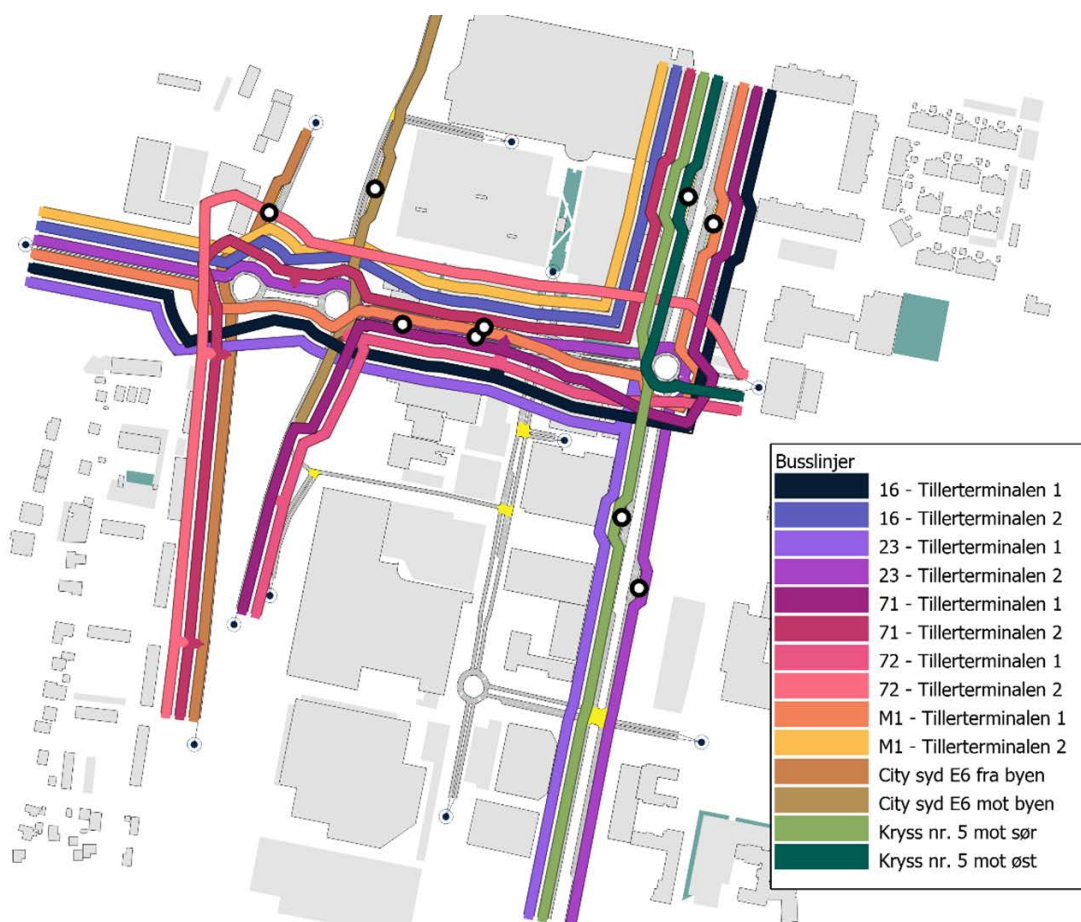 Busslinjer
16 - Tillerterminalen 1
16 - Tillerterminalen 2
23 - Tillerterminalen 1
23 - Tillerterminalen 2
71 - Tillerterminalen 1
71 - Tillerterminalen 2
72 - Tillerterminalen 1
72 - Tillerterminalen 2
M1 - Tillerterminalen 1
M1 - Tillerterminalen 2
City syd E6 fra byen
City syd E6 mot byen
Kryss nr. 5 mot sør
Kryss nr. 5 mot øst